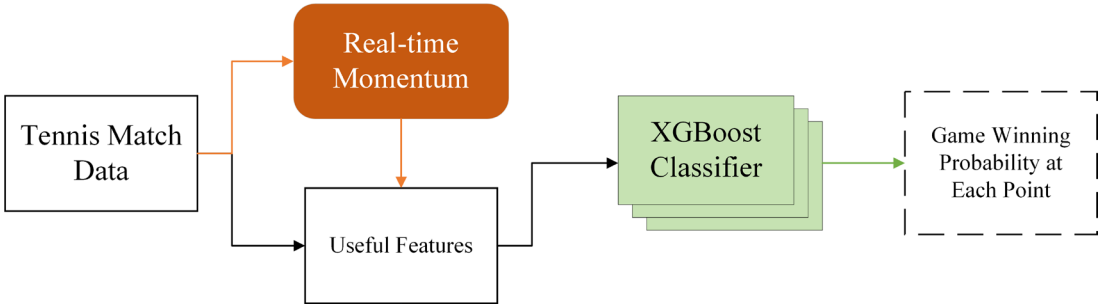 Real-time
Momentum
Tennis Match
Data
XGBoost
Classifier
Game Winning
Probability at
Each Point
Useful Features